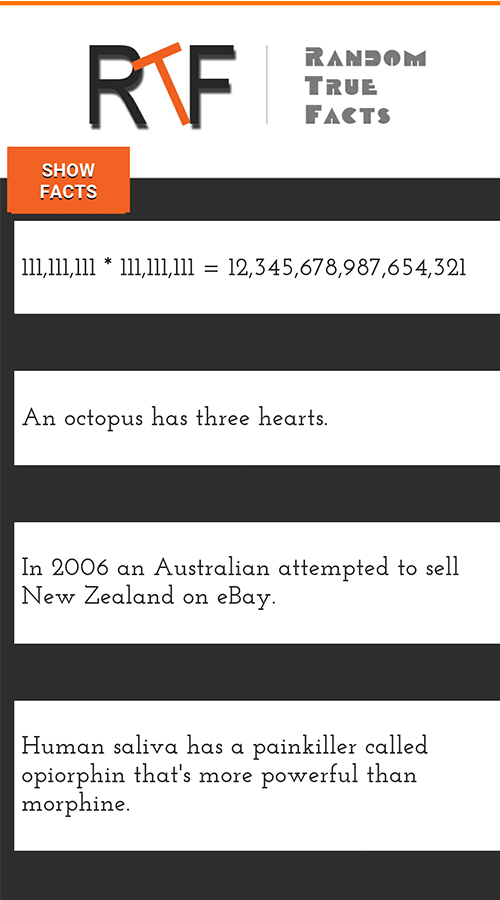 RTF
RANDOM
TRUE
FACTS
SHOW
FACTS
111,111,111 * 111,111,111 = 12,345,678,987,654,321
An octopus has three hearts.
In 2006 an Australian attempted to sell
New Zealand on eBay.
Human saliva has a painkiller called
opiorphin that's more powerful than
morphine.